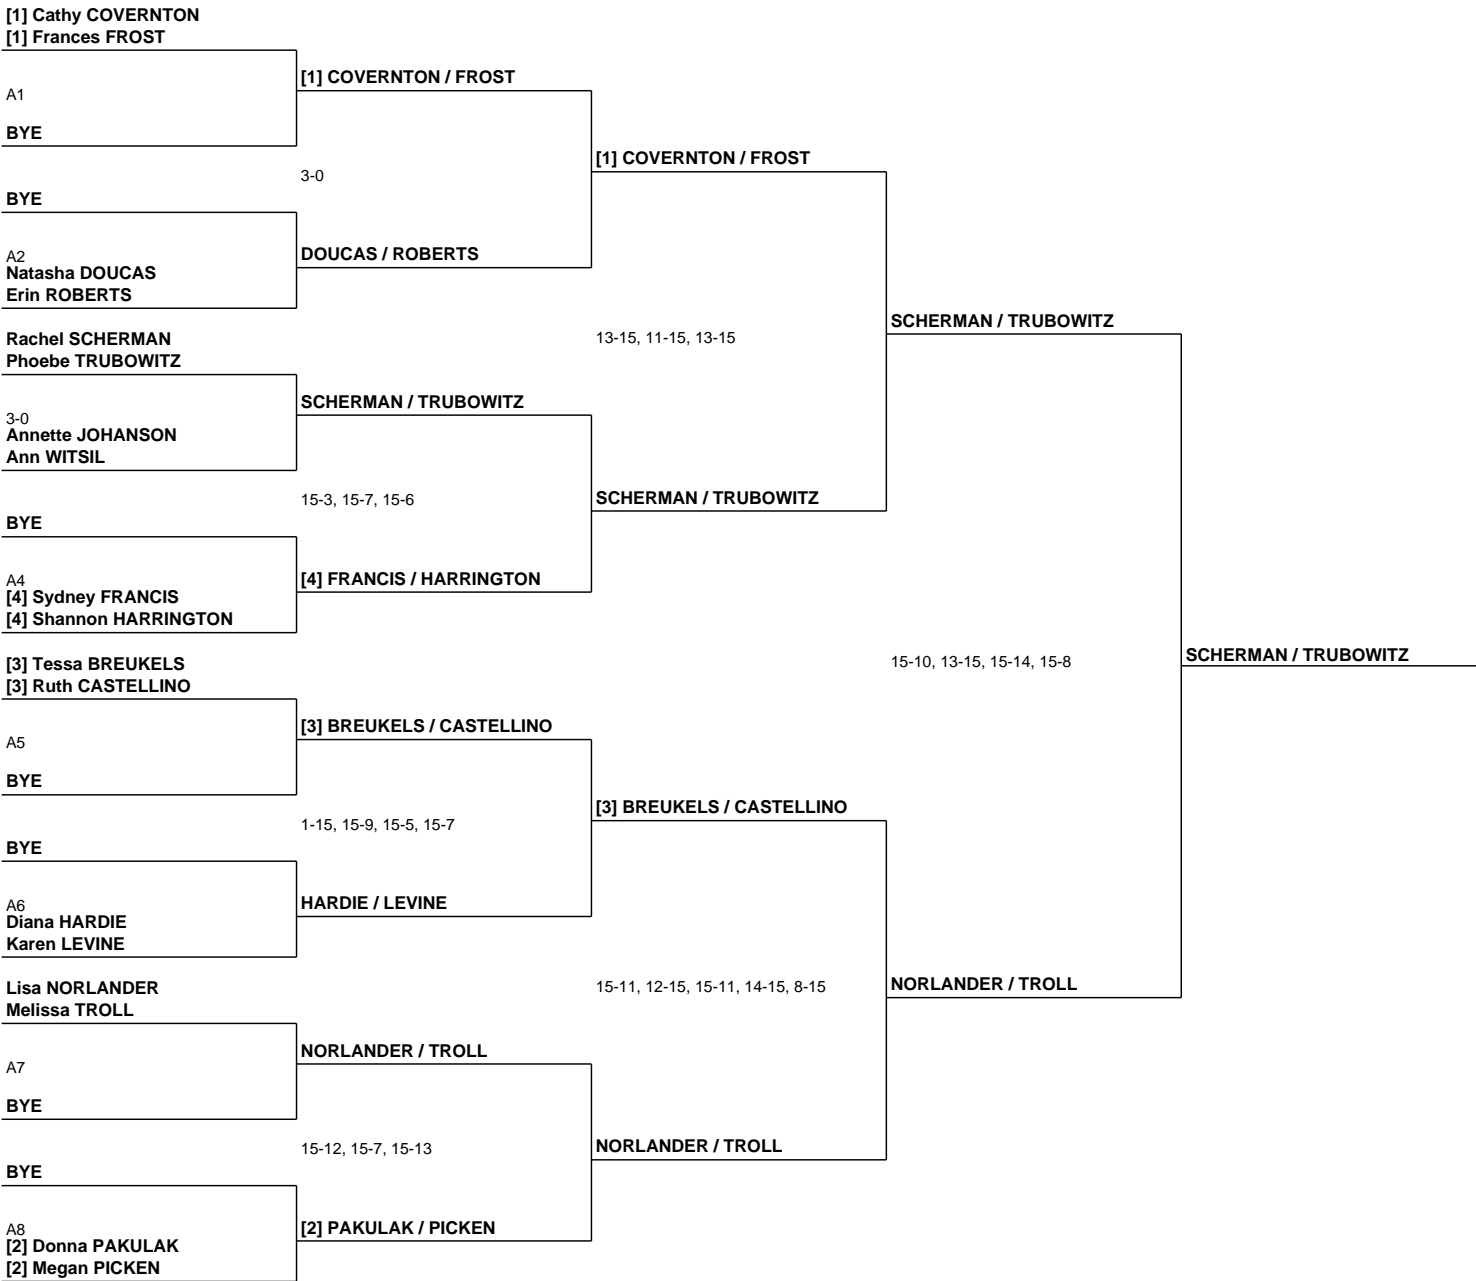 [1] Cathy COVERNTON
[1] Frances FROST
[1] COVERNTON / FROST
A1
BYE
[1] COVERNTON / FROST
3-0
BYE
A2
DOUCAS / ROBERTS
Natasha DOUCAS
Erin ROBERTS
SCHERMAN / TRUBOWITZ
Rachel SCHERMAN
13-15, 11-15, 13-15
Phoebe TRUBOWITZ
SCHERMAN / TRUBOWITZ
3-0
Annette JOHANSON
Ann WITSIL
15-3, 15-7, 15-6
SCHERMAN / TRUBOWITZ
BYE
A4
[4] FRANCIS / HARRINGTON
[4] Sydney FRANCIS
[4] Shannon HARRINGTON
[3] Tessa BREUKELS
15-10, 13-15, 15-14, 15-8
SCHERMAN / TRUBOWITZ
[3] Ruth CASTELLINO
[3] BREUKELS / CASTELLINO
A5
BYE
[3] BREUKELS / CASTELLINO
1-15, 15-9, 15-5, 15-7
BYE
A6
HARDIE / LEVINE
Diana HARDIE
Karen LEVINE
Lisa NORLANDER
15-11, 12-15, 15-11, 14-15, 8-15
NORLANDER / TROLL
Melissa TROLL
NORLANDER / TROLL
A7
BYE
15-12, 15-7, 15-13
NORLANDER / TROLL
BYE
A8
[2] PAKULAK / PICKEN
[2] Donna PAKULAK
[2] Megan PICKEN